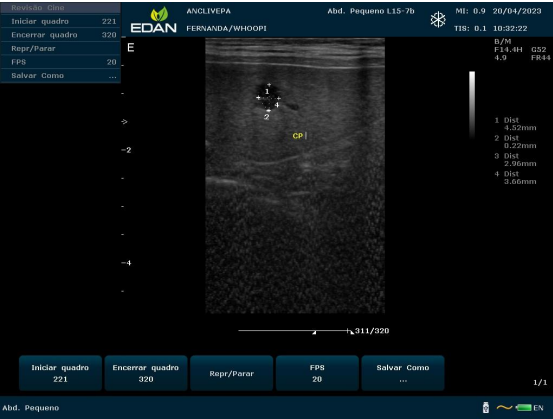 Revisão Cine
Iniciar quadro 221
Encerrar quadro 320
Repr/Parar
FPS 20
Salvar Como ...
EDAN
ANCLIVEPA
FERNANDA/WHOOPI
Abd. Pequeno L15-7b
MI: 0.9 20/04/2023
TIS: 0.1 10:32:22
B/M
F14.4H G52
4.9 FR44
E
1
4
2
CP
-2
-4
1 Dist
4.52mm
2 Dist
0.22mm
3 Dist
2.96mm
4 Dist
3.66mm
311/320
Iniciar quadro
221
Encerrar quadro
320
Repr/Parar
FPS
20
Salvar Como
...
1/1
Abd. Pequeno
EN